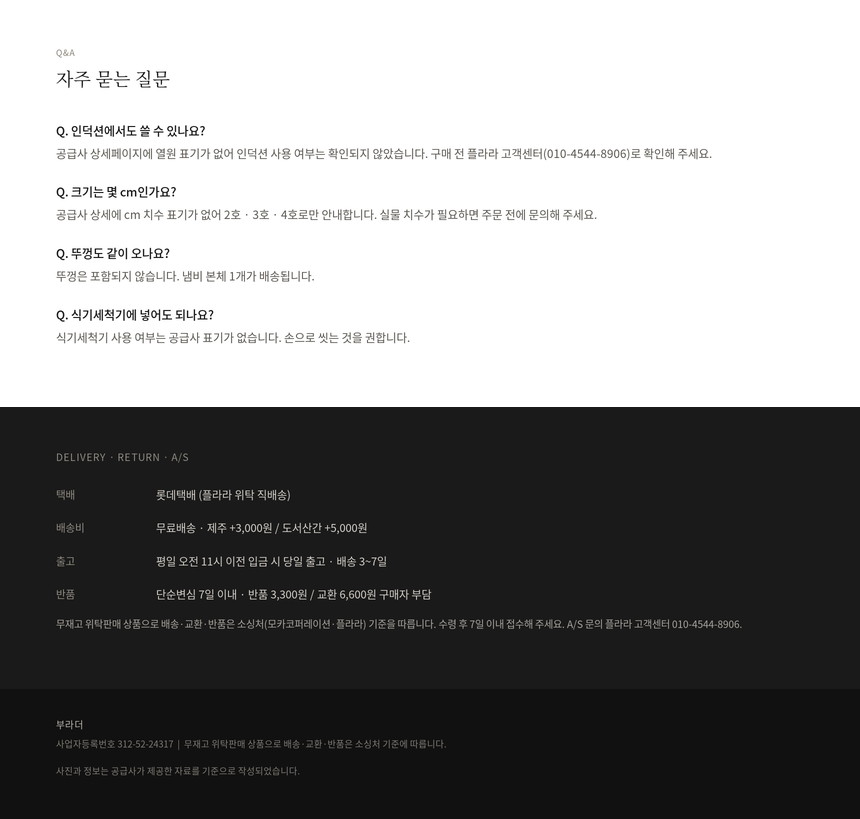 Q&A
자주 묻는 질문
Q. 인덕션에서도 쓸 수 있나요?
공급사 상세페이지에 열원 표기가 없어 인덕션 사용 여부는 확인되지 않았습니다. 구매 전 플라라 고객센터(010-4544-8906)로 확인해 주세요.
Q. 크기는 몇 cm인가요?
공급사 상세에 cm 치수 표기가 없어 2호 · 3호 · 4호로만 안내합니다. 실물 치수가 필요하면 주문 전에 문의해 주세요.
Q. 뚜껑도 같이 오나요?
뚜껑은 포함되지 않습니다. 냄비 본체 1개가 배송됩니다.
Q. 식기세척기에 넣어도 되나요?
식기세척기 사용 여부는 공급사 표기가 없습니다. 손으로 씻는 것을 권합니다.
DELIVERY · RETURN · A/S
택배 롯데택배 (플라라 위탁 직배송)
배송비 무료배송 · 제주 +3,000원 / 도서산간 +5,000원
출고 평일 오전 11시 이전 입금 시 당일 출고 · 배송 3~7일
반품 단순변심 7일 이내 · 반품 3,300원 / 교환 6,600원 구매자 부담
무재고 위탁판매 상품으로 배송·교환·반품은 소싱처(모카코퍼레이션·플라라) 기준을 따릅니다. 수령 후 7일 이내 접수해 주세요. A/S 문의 플라라 고객센터 010-4544-8906.
부라더
사업자등록번호 312-52-24317 | 무재고 위탁판매 상품으로 배송·교환·반품은 소싱처 기준에 따릅니다.
사진과 정보는 공급사가 제공한 자료를 기준으로 작성되었습니다.